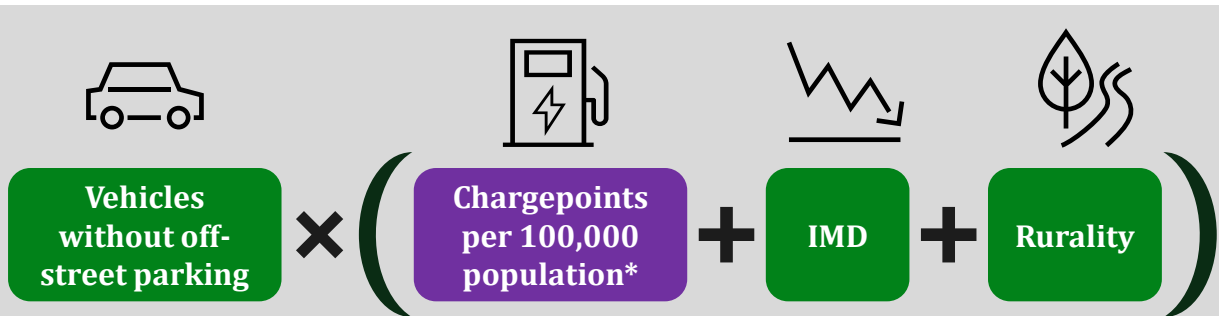 Vehicles
without off-
street parking
×
(
Chargepoints
per 100,000
population*
+
IMD
+
Rurality
)